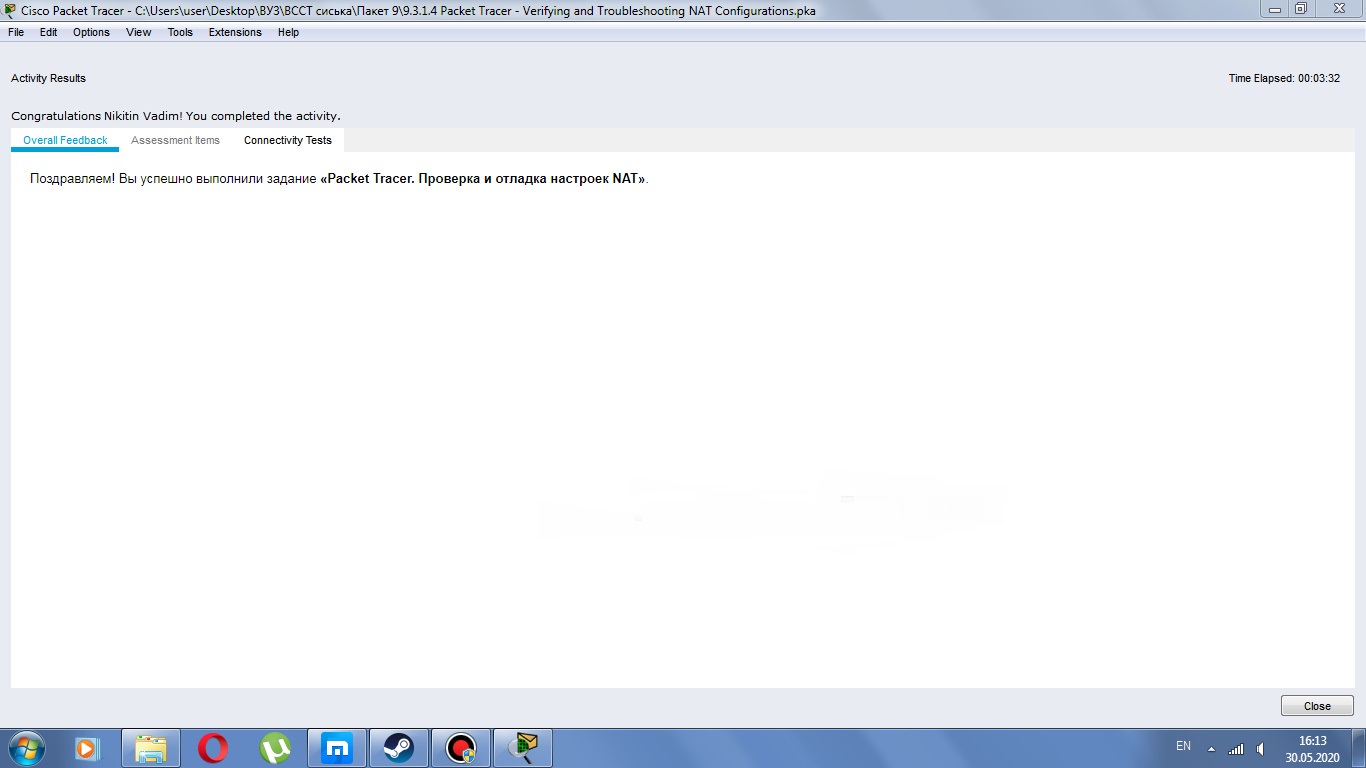 Cisco Packet Tracer - C:\Users\user\Desktop\ВУЗ\ВССТ сиська\Пакет 9\9.3.1.4 Packet Tracer - Verifying and Troubleshooting NAT Configurations.pka
File Edit Options View Tools Extensions Help
Activity Results Time Elapsed: 00:03:32
Congratulations Nikitin Vadim! You completed the activity.
Overall Feedback Assessment Items Connectivity Tests
Поздравляем! Вы успешно выполнили задание «Packet Tracer. Проверка и отладка настроек NAT».
Close
EN 16:13
30.05.2020